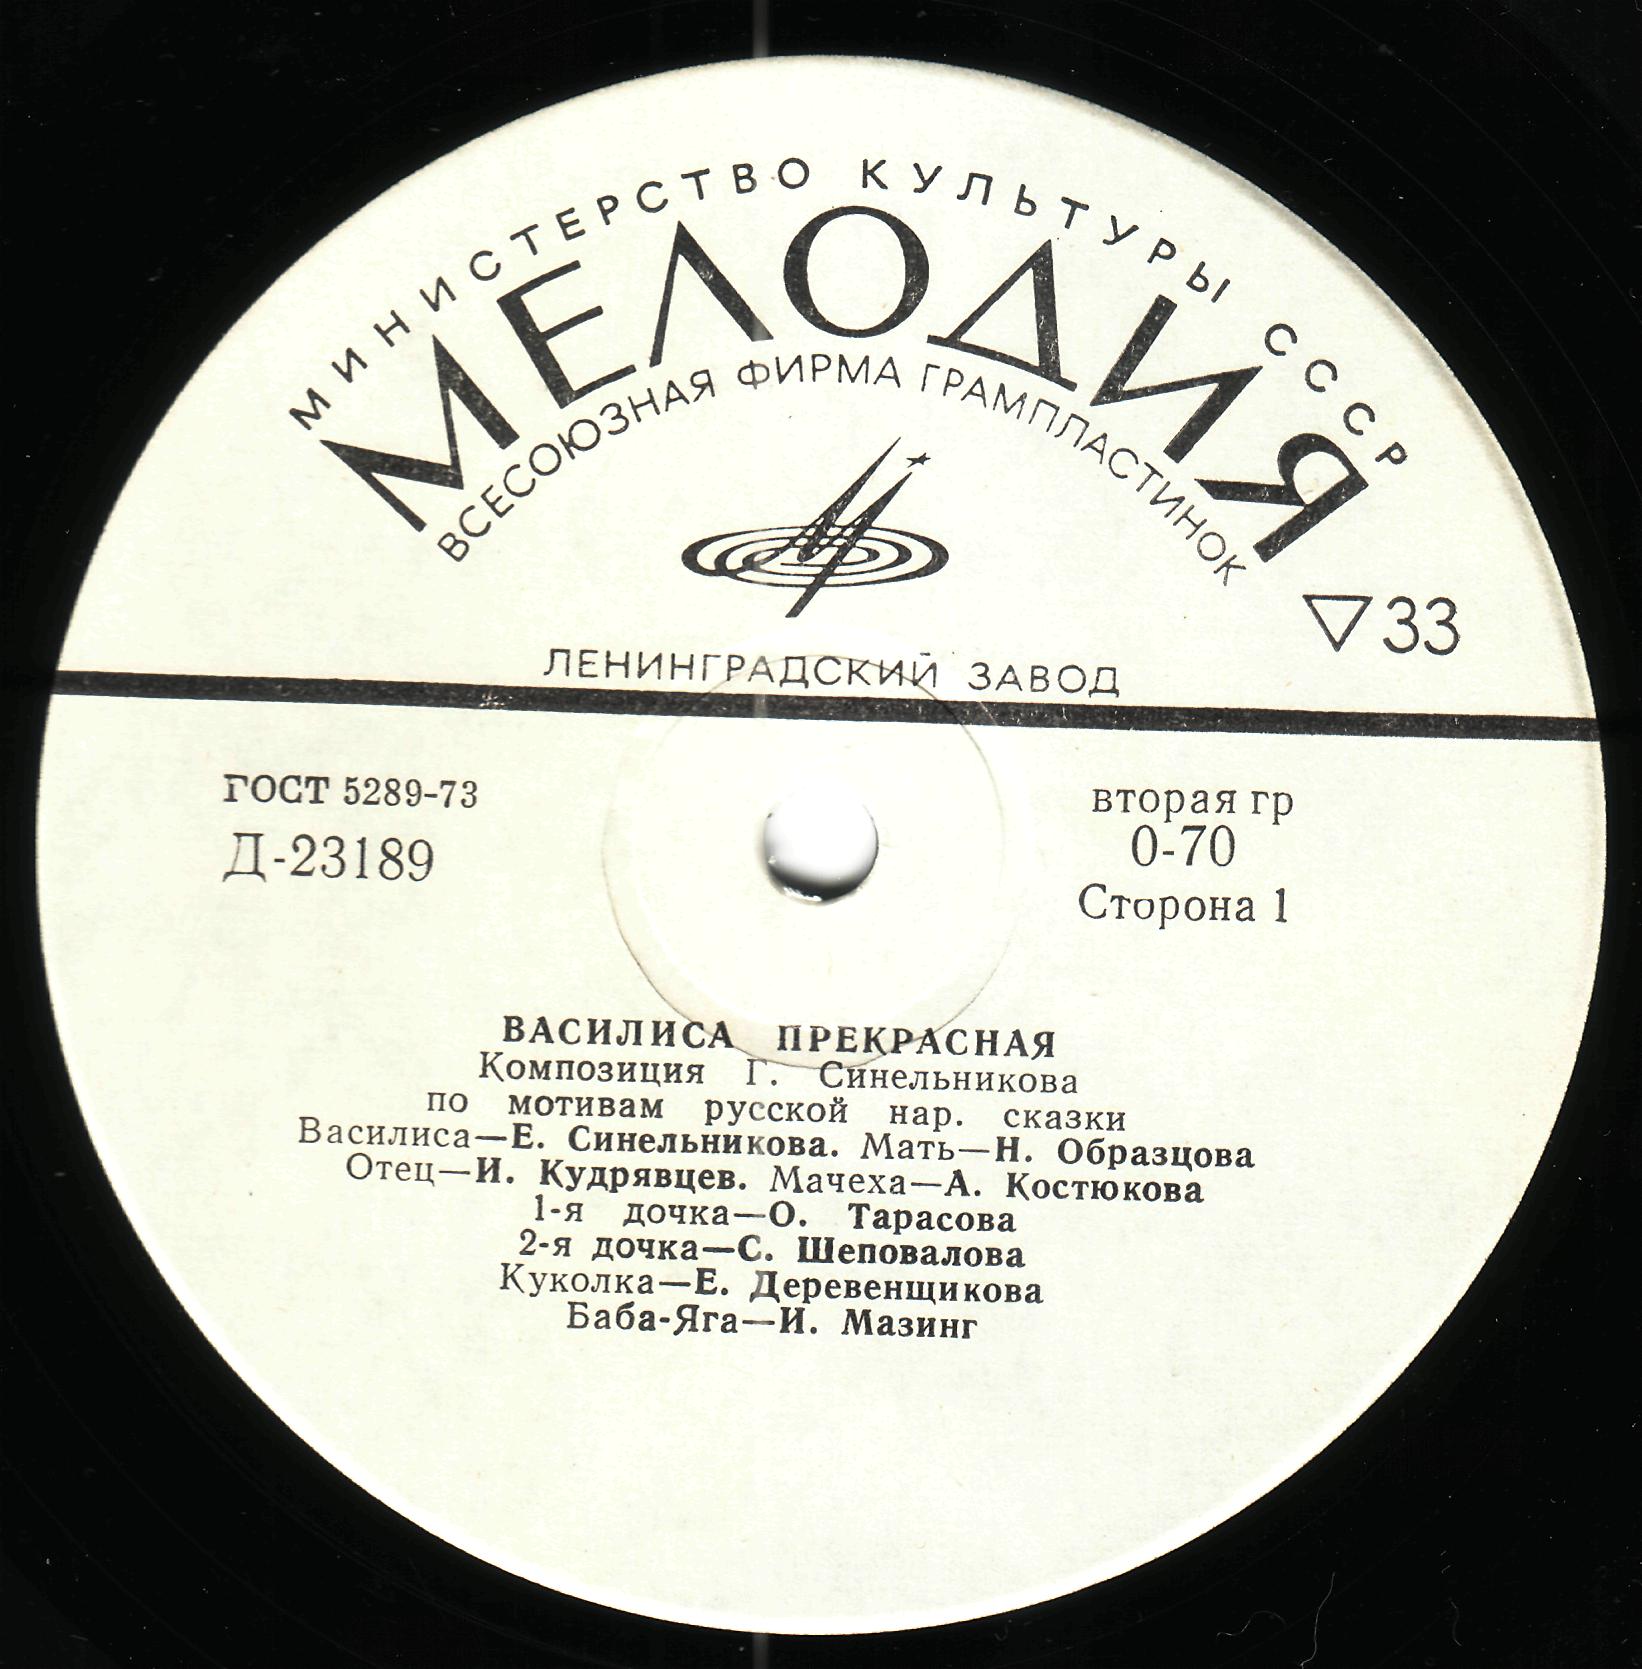 МИНИСТЕРСТВО КУЛЬТУРЫ СССР
МЕЛОДИЯ
ВСЕСОЮЗНАЯ ФИРМА ГРАМПЛАСТИНОК
▽33
ЛЕНИНГРАДСКИЙ ЗАВОД
ГОСТ 5289-73
Д-23189
вторая гр
0-70
Сторона 1
ВАСИЛИСА ПРЕКРАСНАЯ
Композиция Г. Синельникова
по мотивам русской нар. сказки
Василиса—Е. Синельникова. Мать—Н. Образцова
Отец—И. Кудрявцев. Мачеха—А. Костюкова
1-я дочка—О. Тарасова
2-я дочка—С. Шеповалова
Куколка—Е. Деревенщикова
Баба-Яга—И. Мазинг